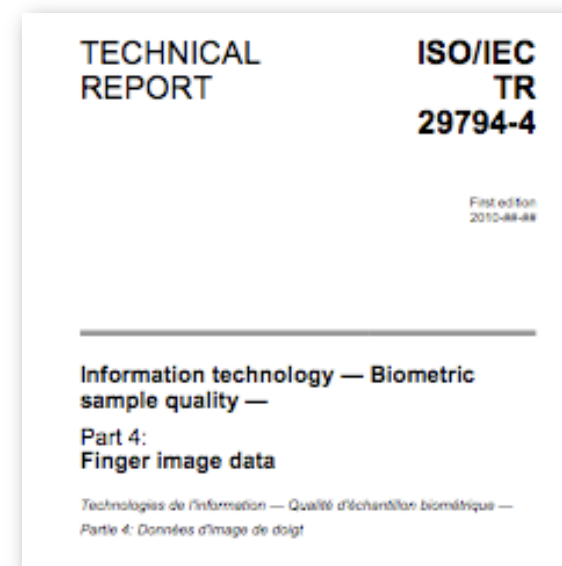 TECHNICAL
REPORT
ISO/IEC
TR
29794-4
First edition
2010-##-##
Information technology — Biometric
sample quality —
Part 4:
Finger image data
Technologies de l'information — Qualité d'échantillon biométrique —
Partie 4: Données d'image de doigt